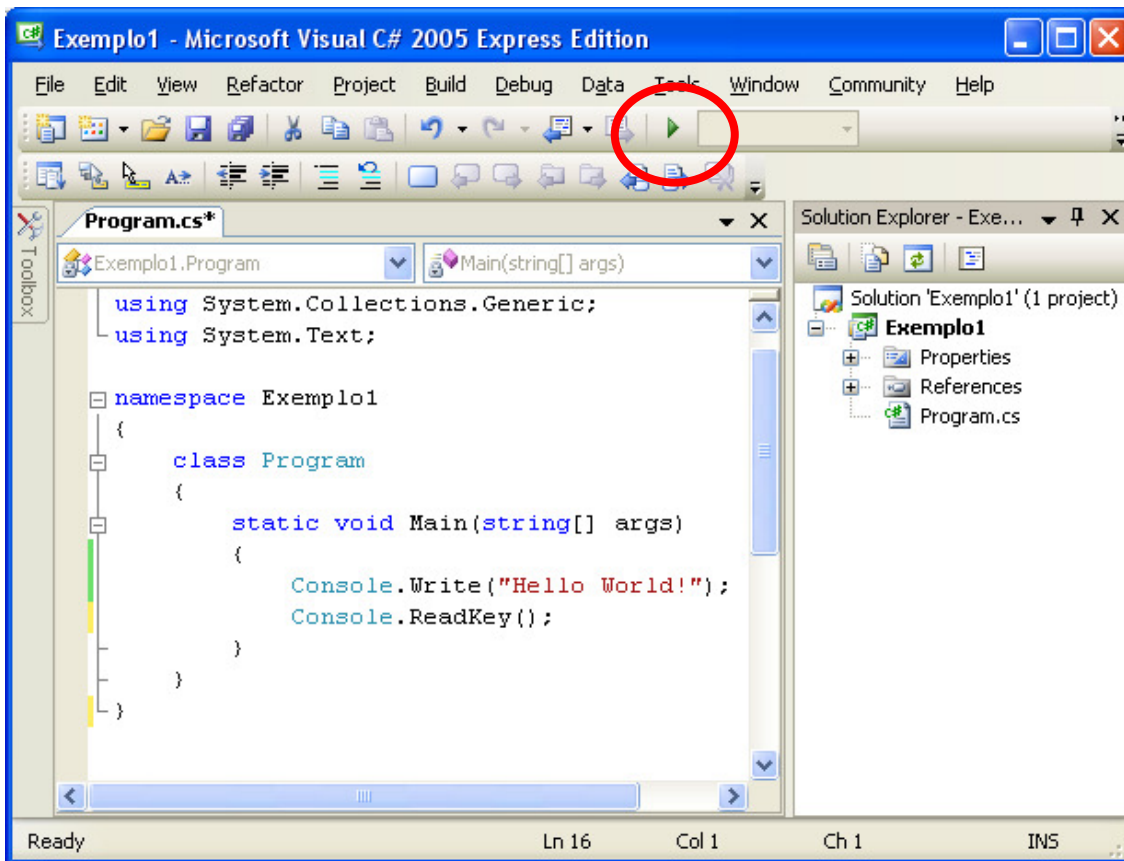 Exemplo1 - Microsoft Visual C# 2005 Express Edition
File Edit View Refactor Project Build Debug Data Tools Window Community Help
Program.cs*
Solution Explorer - Exe...
Toolbox
Exemplo1.Program
Main(string[] args)
using System.Collections.Generic;
using System.Text;
namespace Exemplo1
{
class Program
{
static void Main(string[] args)
{
Console.Write("Hello World!");
Console.ReadKey();
}
}
}
Solution 'Exemplo1' (1 project)
Exemplo1
Properties
References
Program.cs
Ready Ln 16 Col 1 Ch 1 INS